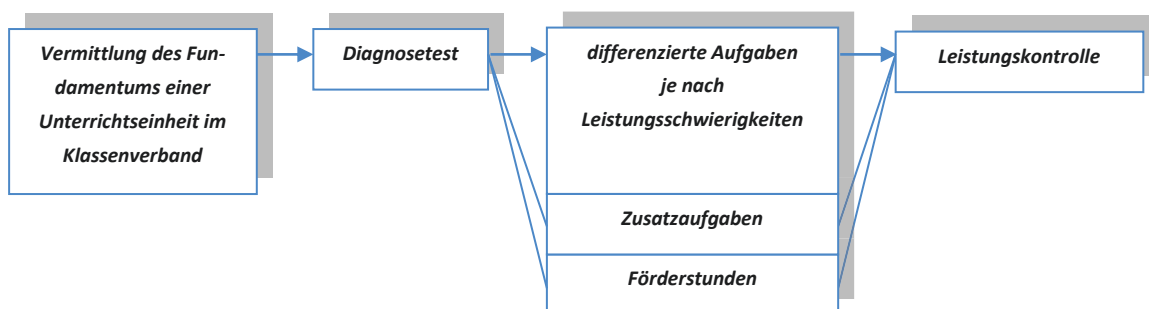 Vermittlung des Fun-
damentums einer
Unterrichtseinheit im
Klassenverband
Diagnosetest
differenzierte Aufgaben
je nach
Leistungsschwierigkeiten
Zusatzaufgaben
Förderstunden
Leistungskontrolle